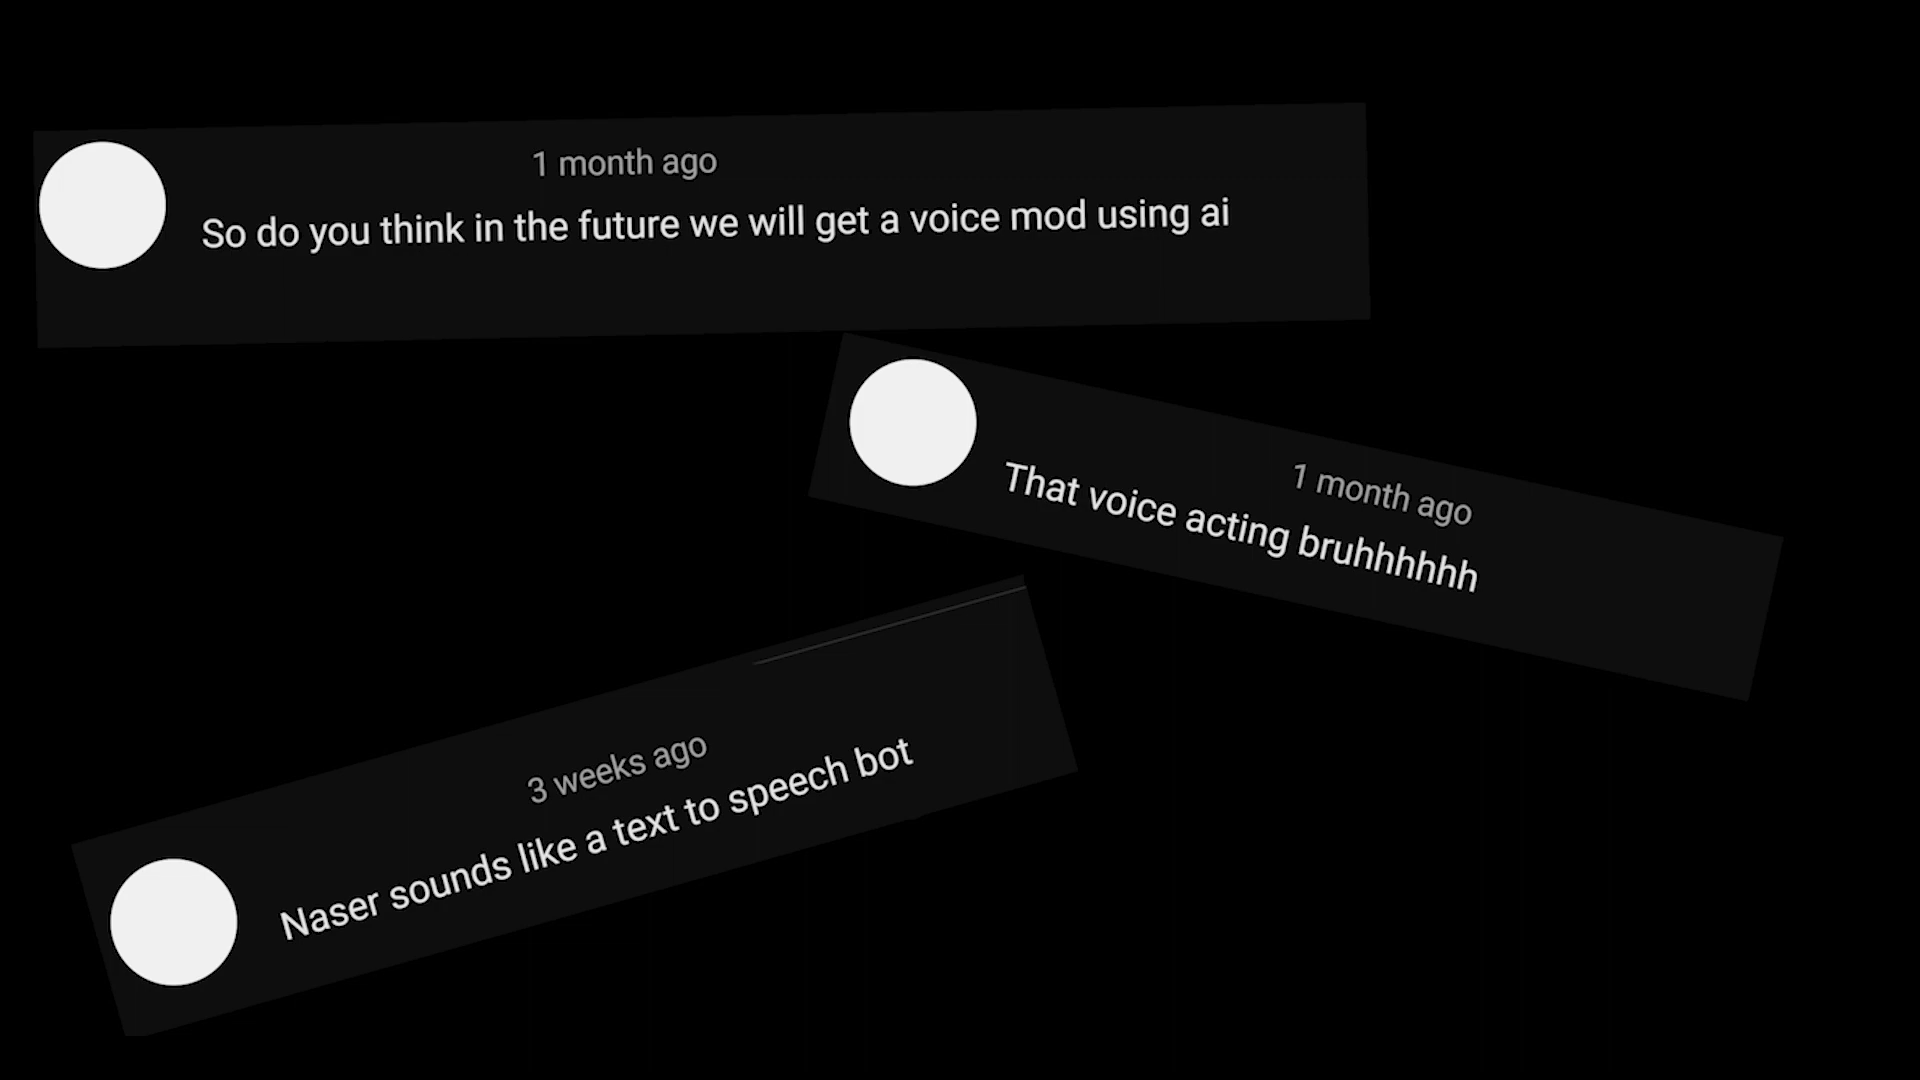 1 month ago
So do you think in the future we will get a voice mod using ai
1 month ago
That voice acting bruhhhhhh
3 weeks ago
Naser sounds like a text to speech bot